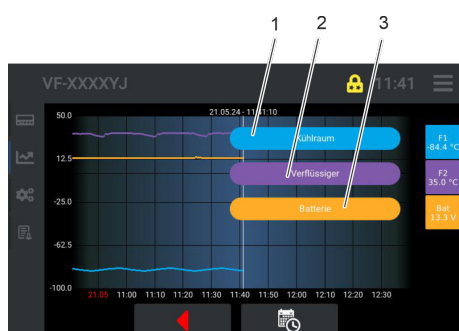 1 2 3
VF-XXXXYJ 11:41
21.05.24 - 11:41:10
50.0
Kühlraum
F1
-84.4 °C
12.5
Verflüssiger
F2
35.0 °C
-25.0
Batterie
Bat
13.3 V
-62.5
-100.0
21.05 11:00 11:10 11:20 11:30 11:40 11:50 12:00 12:10 12:20 12:30